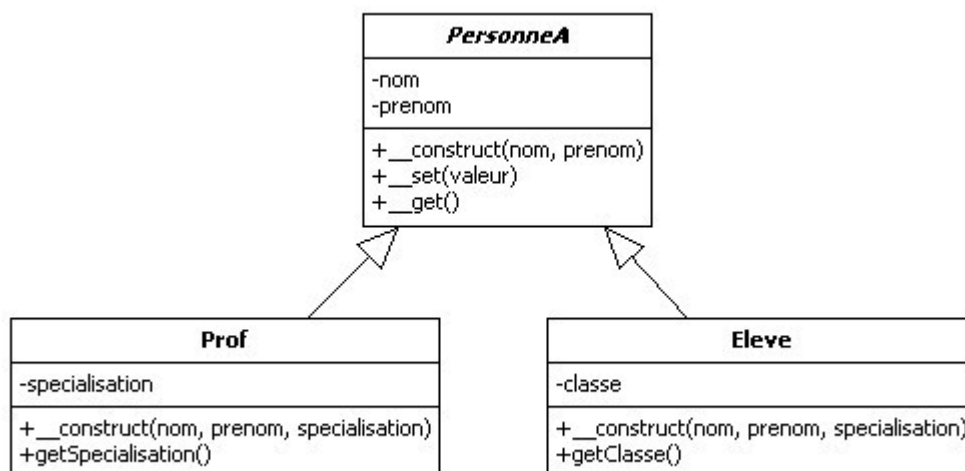 PersonneA
-nom
-prenom
+__construct(nom, prenom)
+__set(valeur)
+__get()
Prof
-specialisation
+__construct(nom, prenom, specialisation)
+getSpecialisation()
Eleve
-classe
+__construct(nom, prenom, specialisation)
+getClasse()